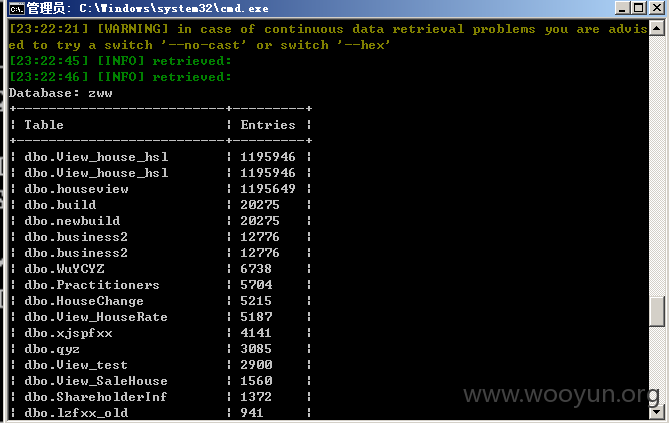 管理员: C:\Windows\system32\cmd.exe
[23:22:21] [WARNING] in case of continuous data retrieval problems you are advis
ed to try a switch '--no-cast' or switch '--hex'
[23:22:45] [INFO] retrieved:
[23:22:46] [INFO] retrieved:
Database: zww
+--------------------------+---------+
| Table                    | Entries |
+--------------------------+---------+
| dbo.View_house_hsl       | 1195946 |
| dbo.View_house_hsl       | 1195946 |
| dbo.houseview            | 1195649 |
| dbo.build                | 20275   |
| dbo.newbuild             | 20275   |
| dbo.business2            | 12776   |
| dbo.business2            | 12776   |
| dbo.WuYCYZ               | 6738    |
| dbo.Practitioners        | 5704    |
| dbo.HouseChange          | 5215    |
| dbo.View_HouseRate       | 5187    |
| dbo.xjspfxx              | 4141    |
| dbo.qyz                  | 3085    |
| dbo.View_test            | 2900    |
| dbo.View_SaleHouse       | 1560    |
| dbo.ShareholderInf       | 1372    |
| dbo.lzfxx_old            | 941     |
www.wooyun.org